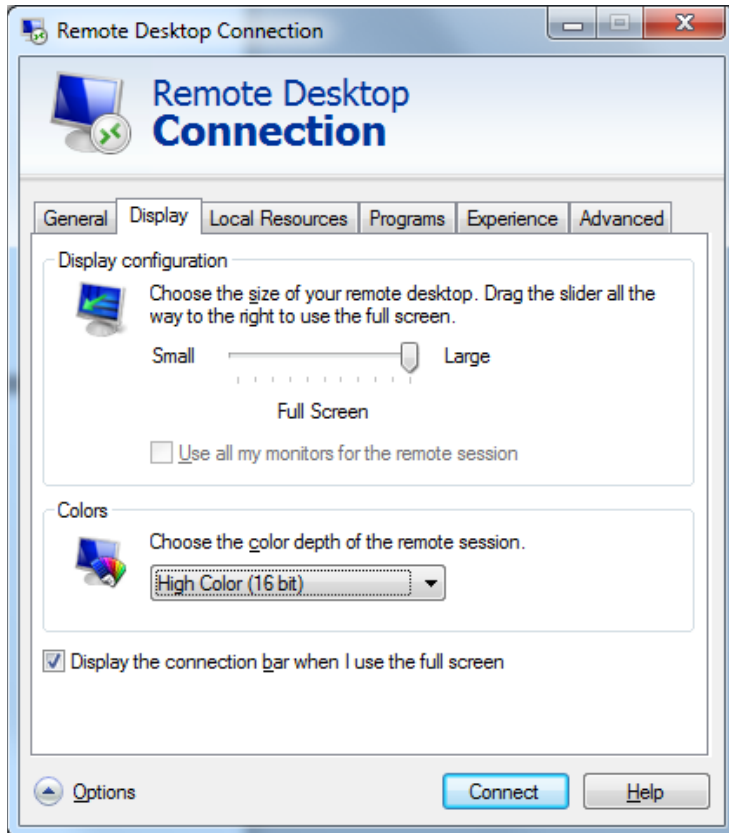 Remote Desktop Connection
Remote Desktop
Connection
General Display Local Resources Programs Experience Advanced
Display configuration
Choose the size of your remote desktop. Drag the slider all the
way to the right to use the full screen.
Small Large
Full Screen
Use all my monitors for the remote session
Colors
Choose the color depth of the remote session.
High Color (16 bit)
Display the connection bar when I use the full screen
Options Connect Help